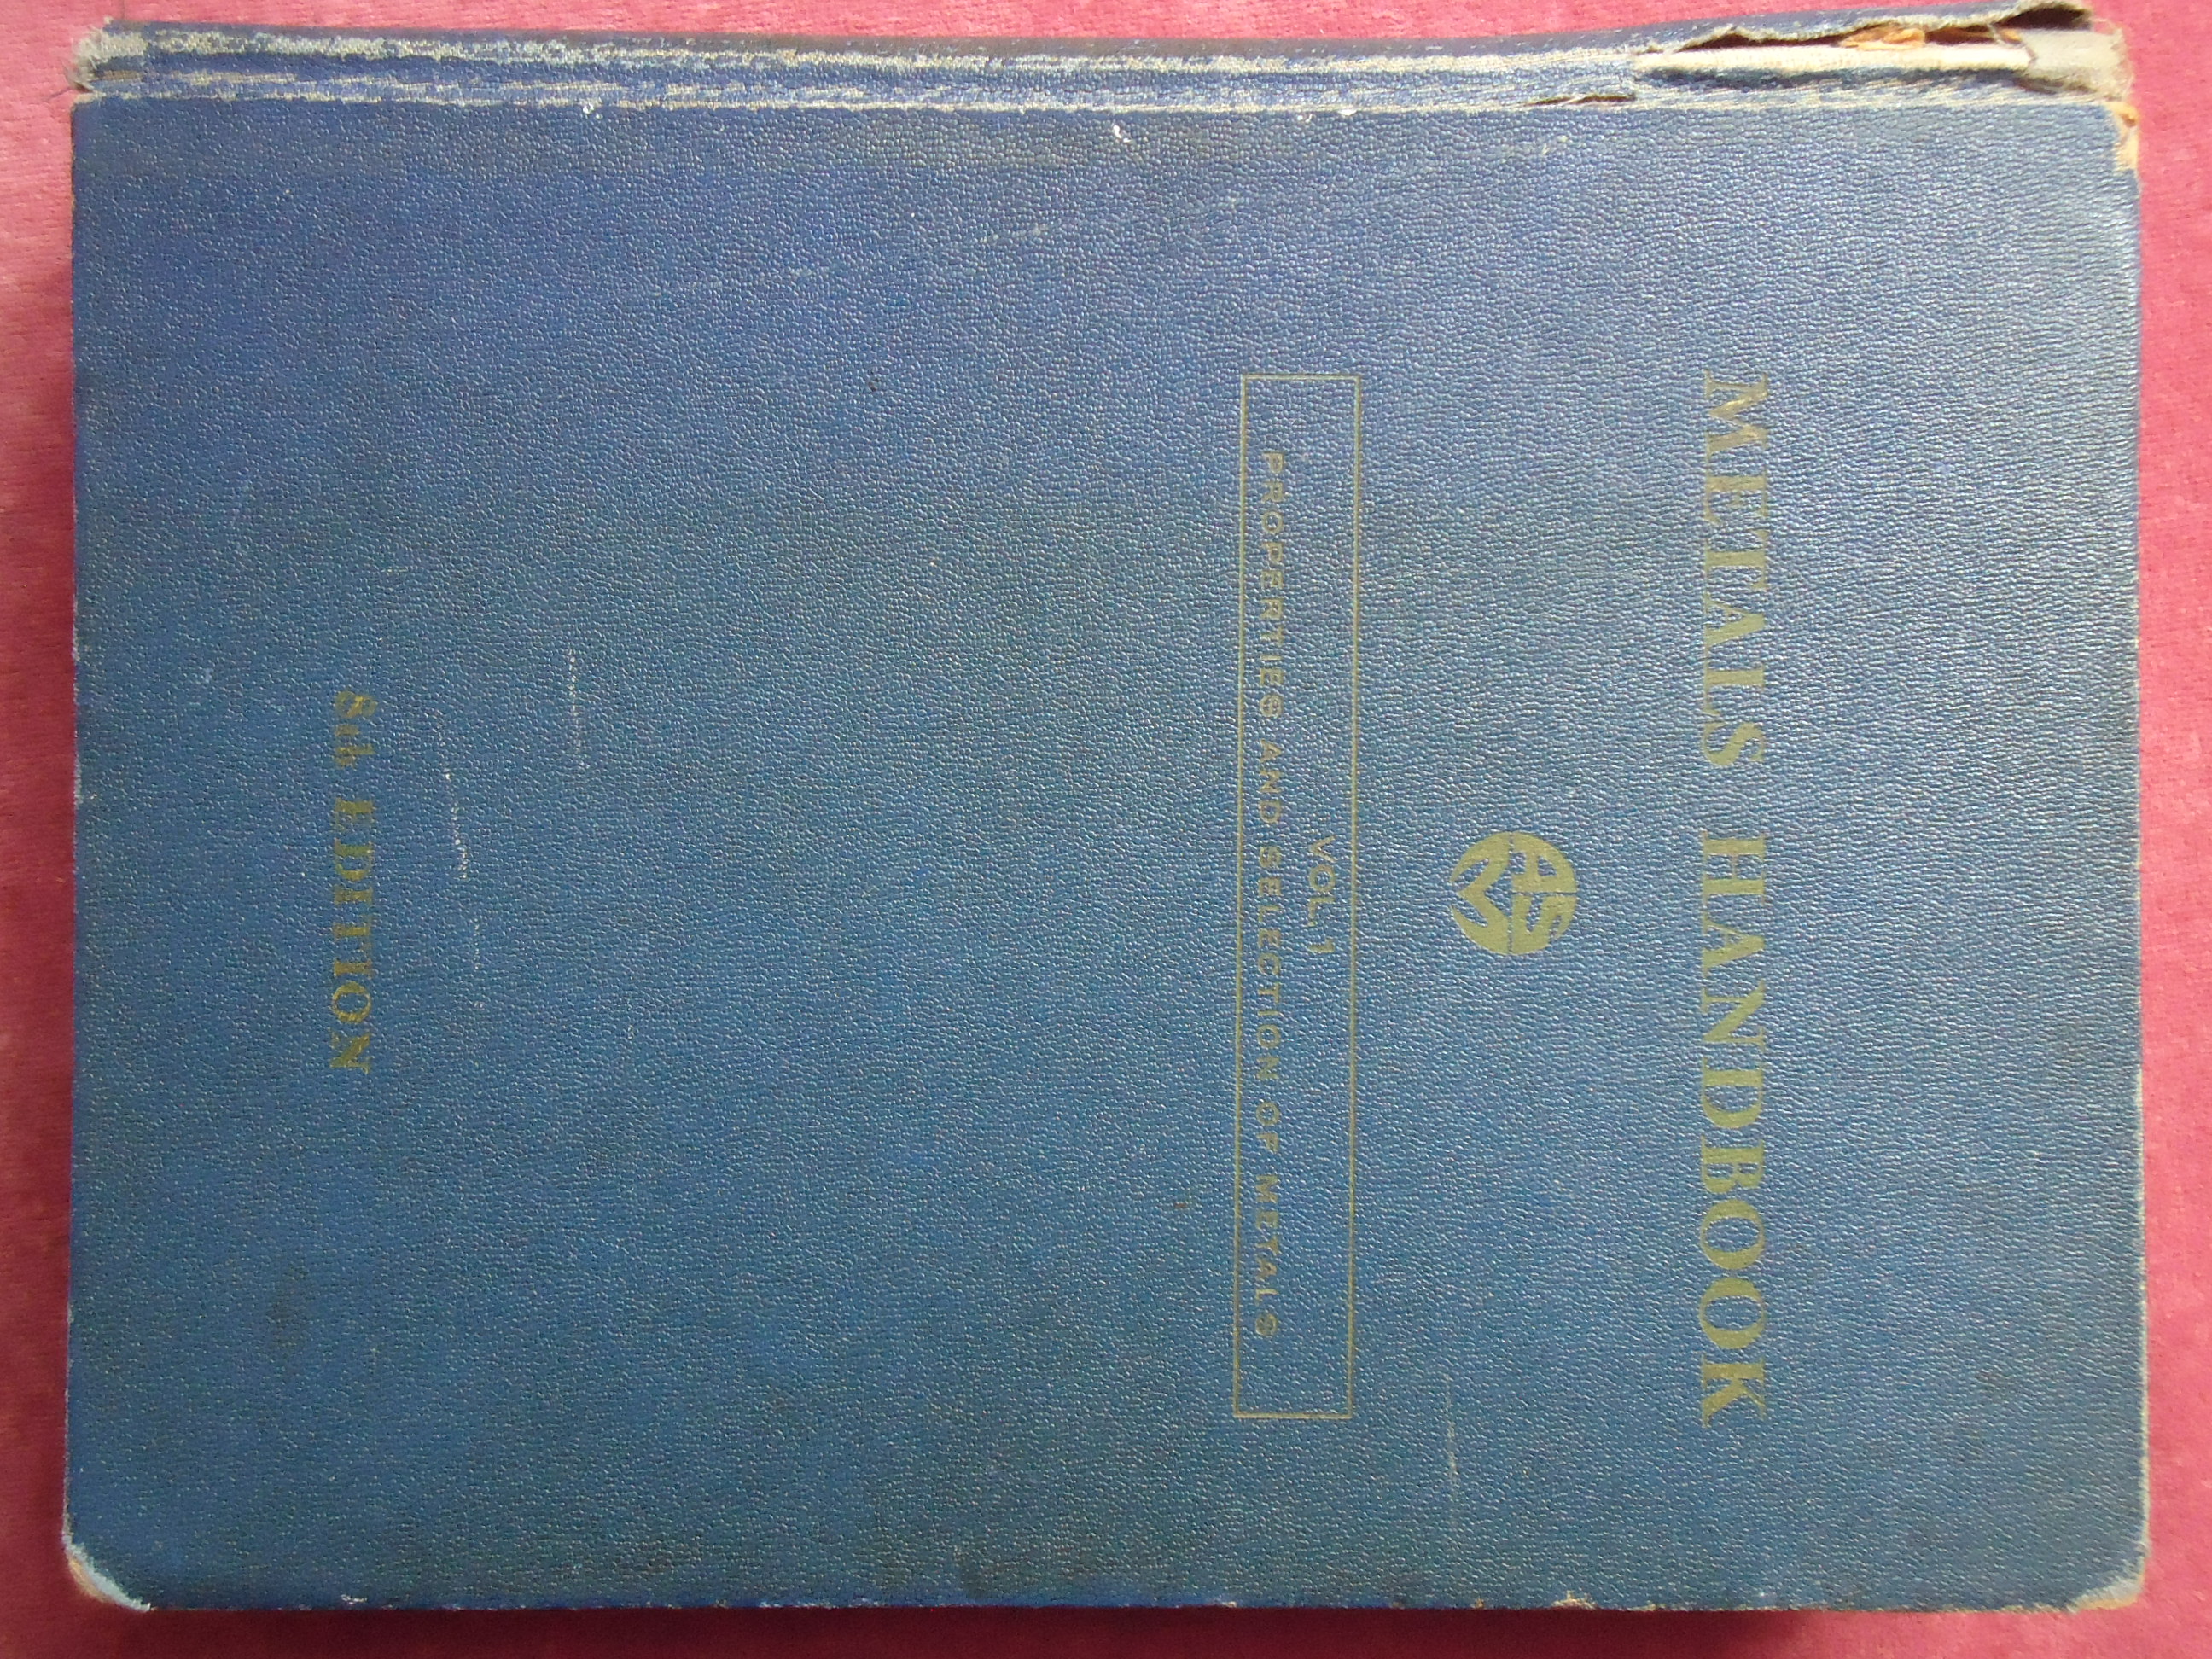 METALS HANDBOOK
ASM
VOL. 1
PROPERTIES AND SELECTION OF METALS
8th EDITION